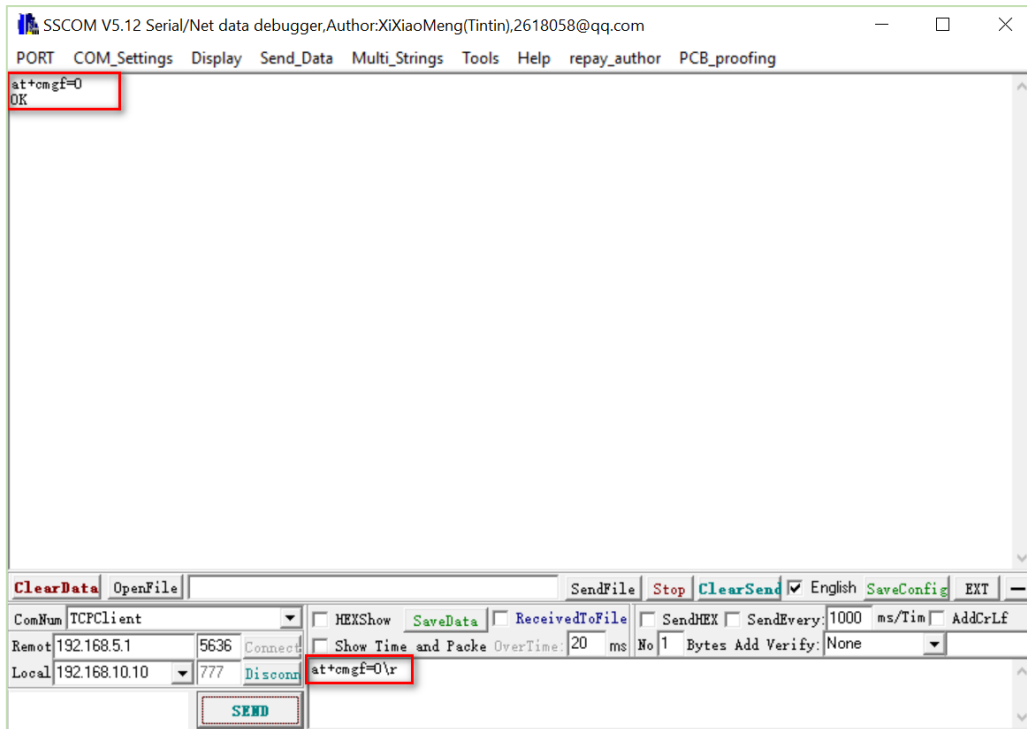 SSCOM V5.12 Serial/Net data debugger,Author:XiXiaoMeng(Tintin),2618058@qq.com
PORT COM_Settings Display Send_Data Multi_Strings Tools Help repay_author PCB_proofing
at+cmgf=0
OK
ClearData OpenFile SendFile Stop ClearSend English SaveConfig EXT
ComNum TCPClient HEXShow SaveData ReceivedToFile SendHEX SendEvery: 1000 ms/Tim AddCrLf
Remot 192.168.5.1 5636 Connect Show Time and Packe OverTime: 20 ms No 1 Bytes Add Verify: None
Local 192.168.10.10 777 Disconn at+cmgf=0\r
SEND